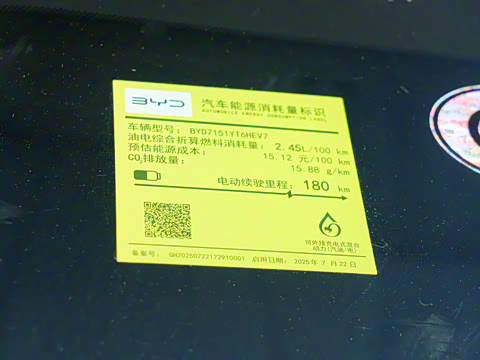 BYD 汽车能源消耗量标识
AUTOMOBILE ENERGY CONSUMPTION LABEL
车辆型号: BYD7151YT6HEV7
油电综合折算燃料消耗量: 2.45L/100 km
预估能源成本: 15.12 元/100 km
CO₂排放量: 15.88 g/km
电动续驶里程: 180 km
可外接充电式混合
动力(汽油/电)
备案号: GH20250722172910001 启用日期: 2025 年 7 月 22 日